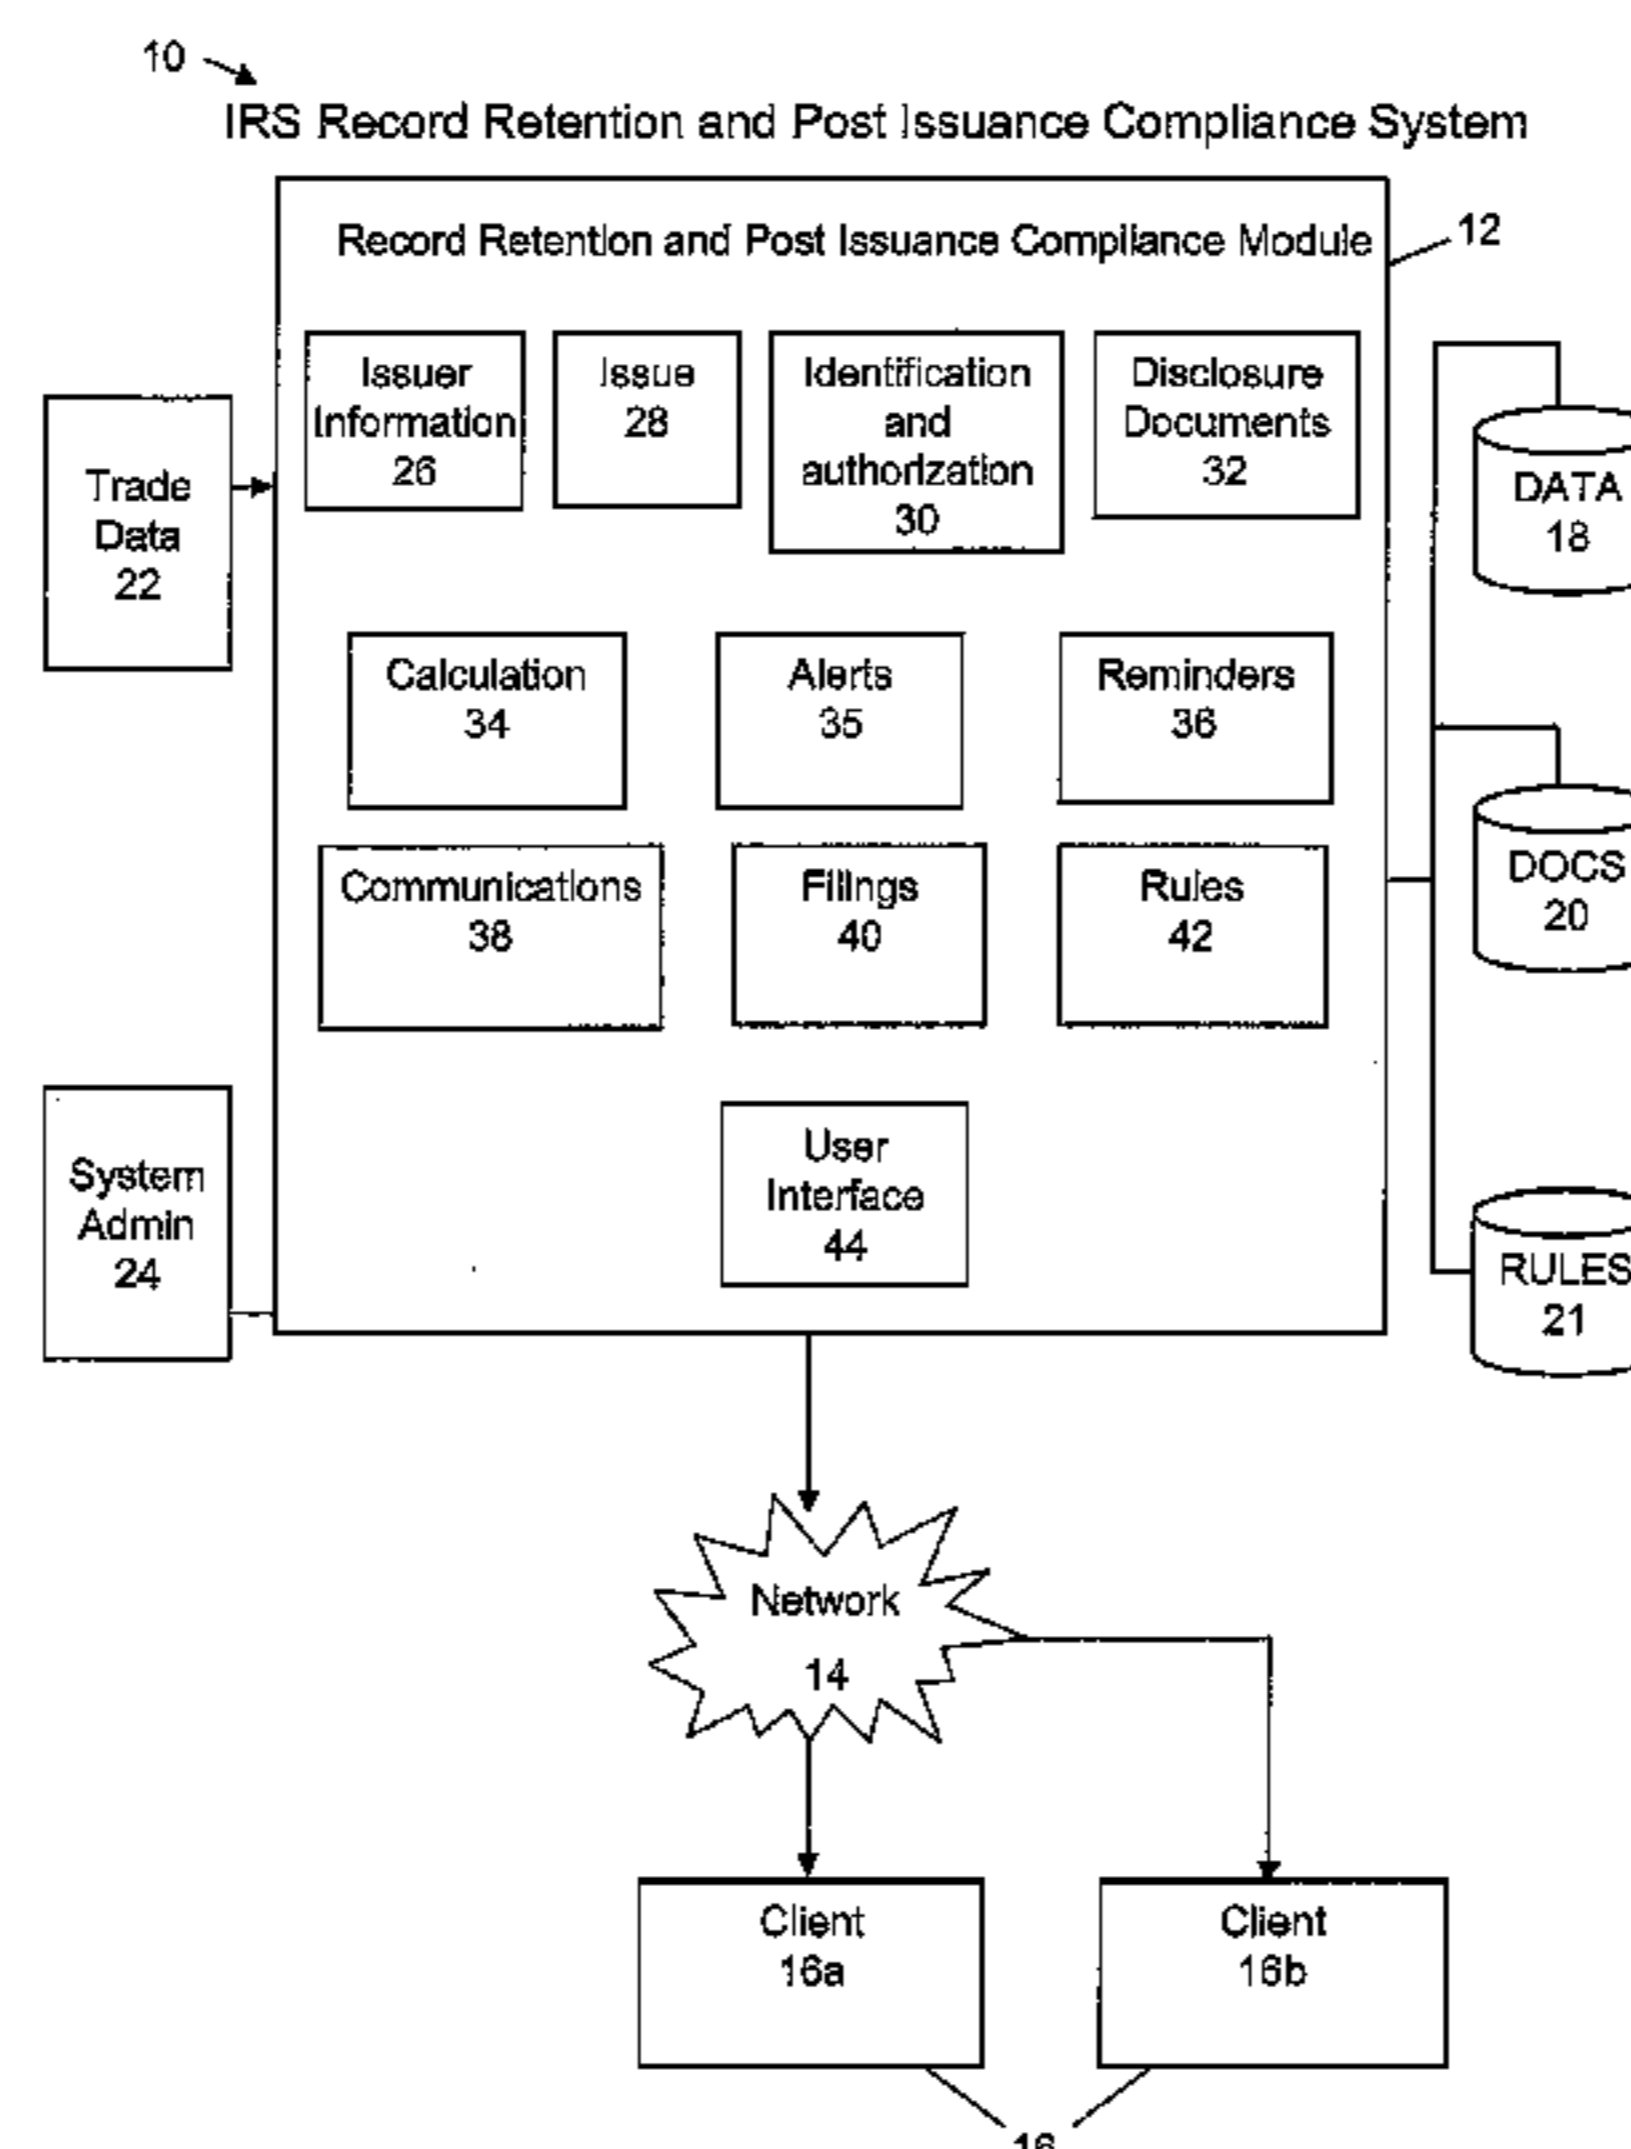 10
IRS Record Retention and Post Issuance Compliance System
Record Retention and Post Issuance Compliance Module
12
Issuer
Information
26
Issue
28
Identification
and
authorization
30
Disclosure
Documents
32
Trade
Data
22
DATA
18
Calculation
34
Alerts
35
Reminders
36
Communications
38
Filings
40
Rules
42
DOCS
20
System
Admin
24
User
Interface
44
RULES
21
Network
14
Client
16a
Client
16b
16